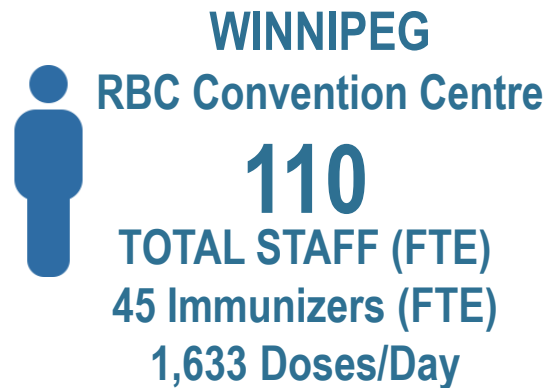 WINNIPEG
RBC Convention Centre
110
TOTAL STAFF (FTE)
45 Immunizers (FTE)
1,633 Doses/Day